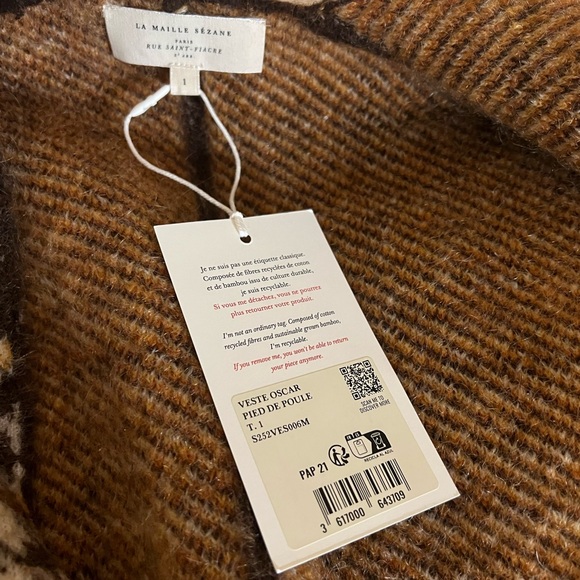 LA MAILLE SÉZANE
PARIS
RUE SAINT-FIACRE
1
Je ne suis pas une étiquette classique.
Composée de fibres recyclées de coton
et de bambou issu de culture durable,
je suis recyclable.
Si vous me détachez, vous ne pourrez
plus retourner votre produit.
I'm not an ordinary tag. Composed of cotton
recycled fibres and sustainable grown bamboo,
I'm recyclable.
If you remove me, you won't be able to return
your piece anymore.
VESTE OSCAR
PIED DE POULE
T. 1
S252VES006M
SCAN ME TO
DISCOVER MORE
PAP 21
FR
RECICLA AL AZUL
3 617000 643709